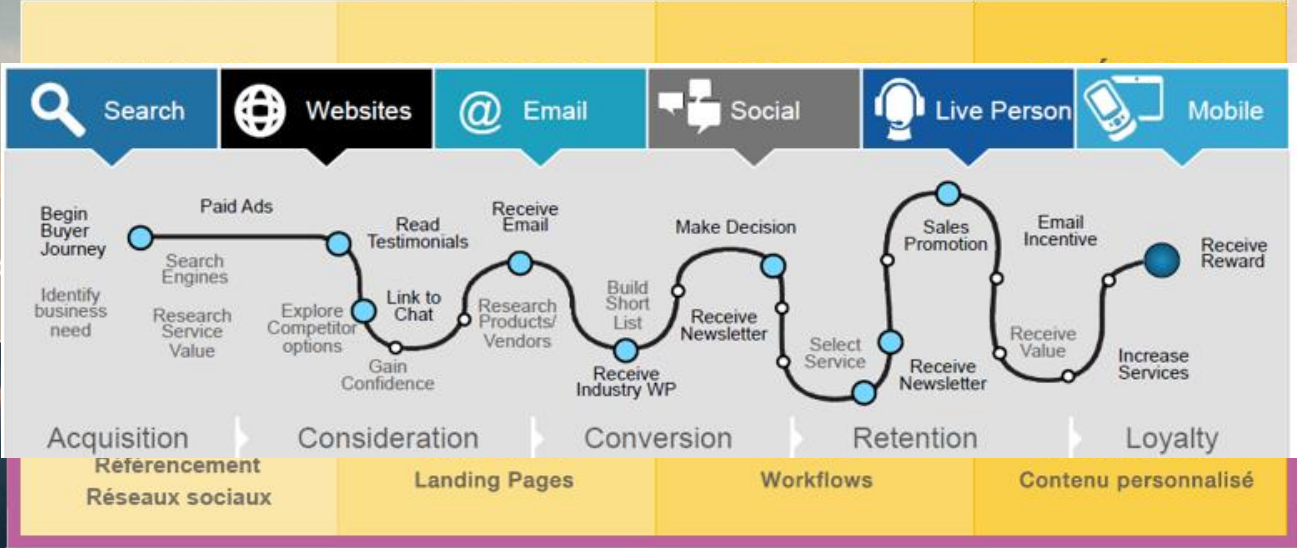 Search
Websites
Email
Social
Live Person
Mobile
Begin
Buyer
Journey
Identify
business
need
Paid Ads
Search
Engines
Research
Service
Value
Read
Testimonials
Explore
Competitor
options
Link to
Chat
Gain
Confidence
Receive
Email
Research
Products/
Vendors
Build
Short
List
Receive
Industry WP
Make Decision
Receive
Newsletter
Select
Service
Receive
Newsletter
Sales
Promotion
Email
Incentive
Receive
Value
Increase
Services
Receive
Reward
Acquisition
Consideration
Conversion
Retention
Loyalty
Référencement
Réseaux sociaux
Landing Pages
Workflows
Contenu personnalisé